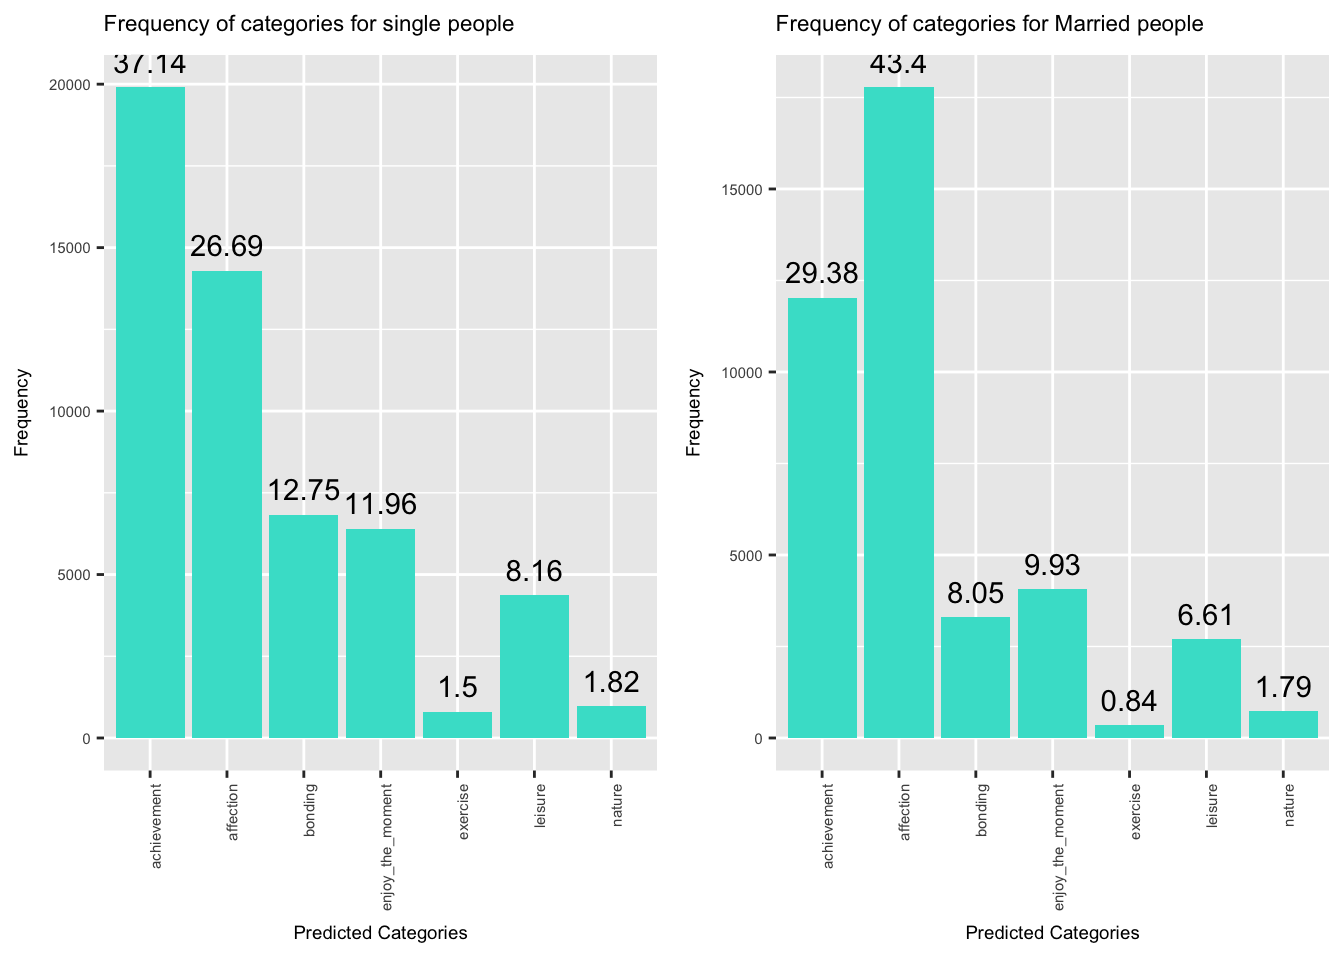 Frequency of categories for single people
37.14
26.69
12.75
11.96
1.5
8.16
1.82
20000
15000
10000
5000
0
Frequency
achievement
affection
bonding
enjoy_the_moment
exercise
leisure
nature
Predicted Categories
Frequency of categories for Married people
29.38
43.4
8.05
9.93
0.84
6.61
1.79
15000
10000
5000
0
Frequency
achievement
affection
bonding
enjoy_the_moment
exercise
leisure
nature
Predicted Categories